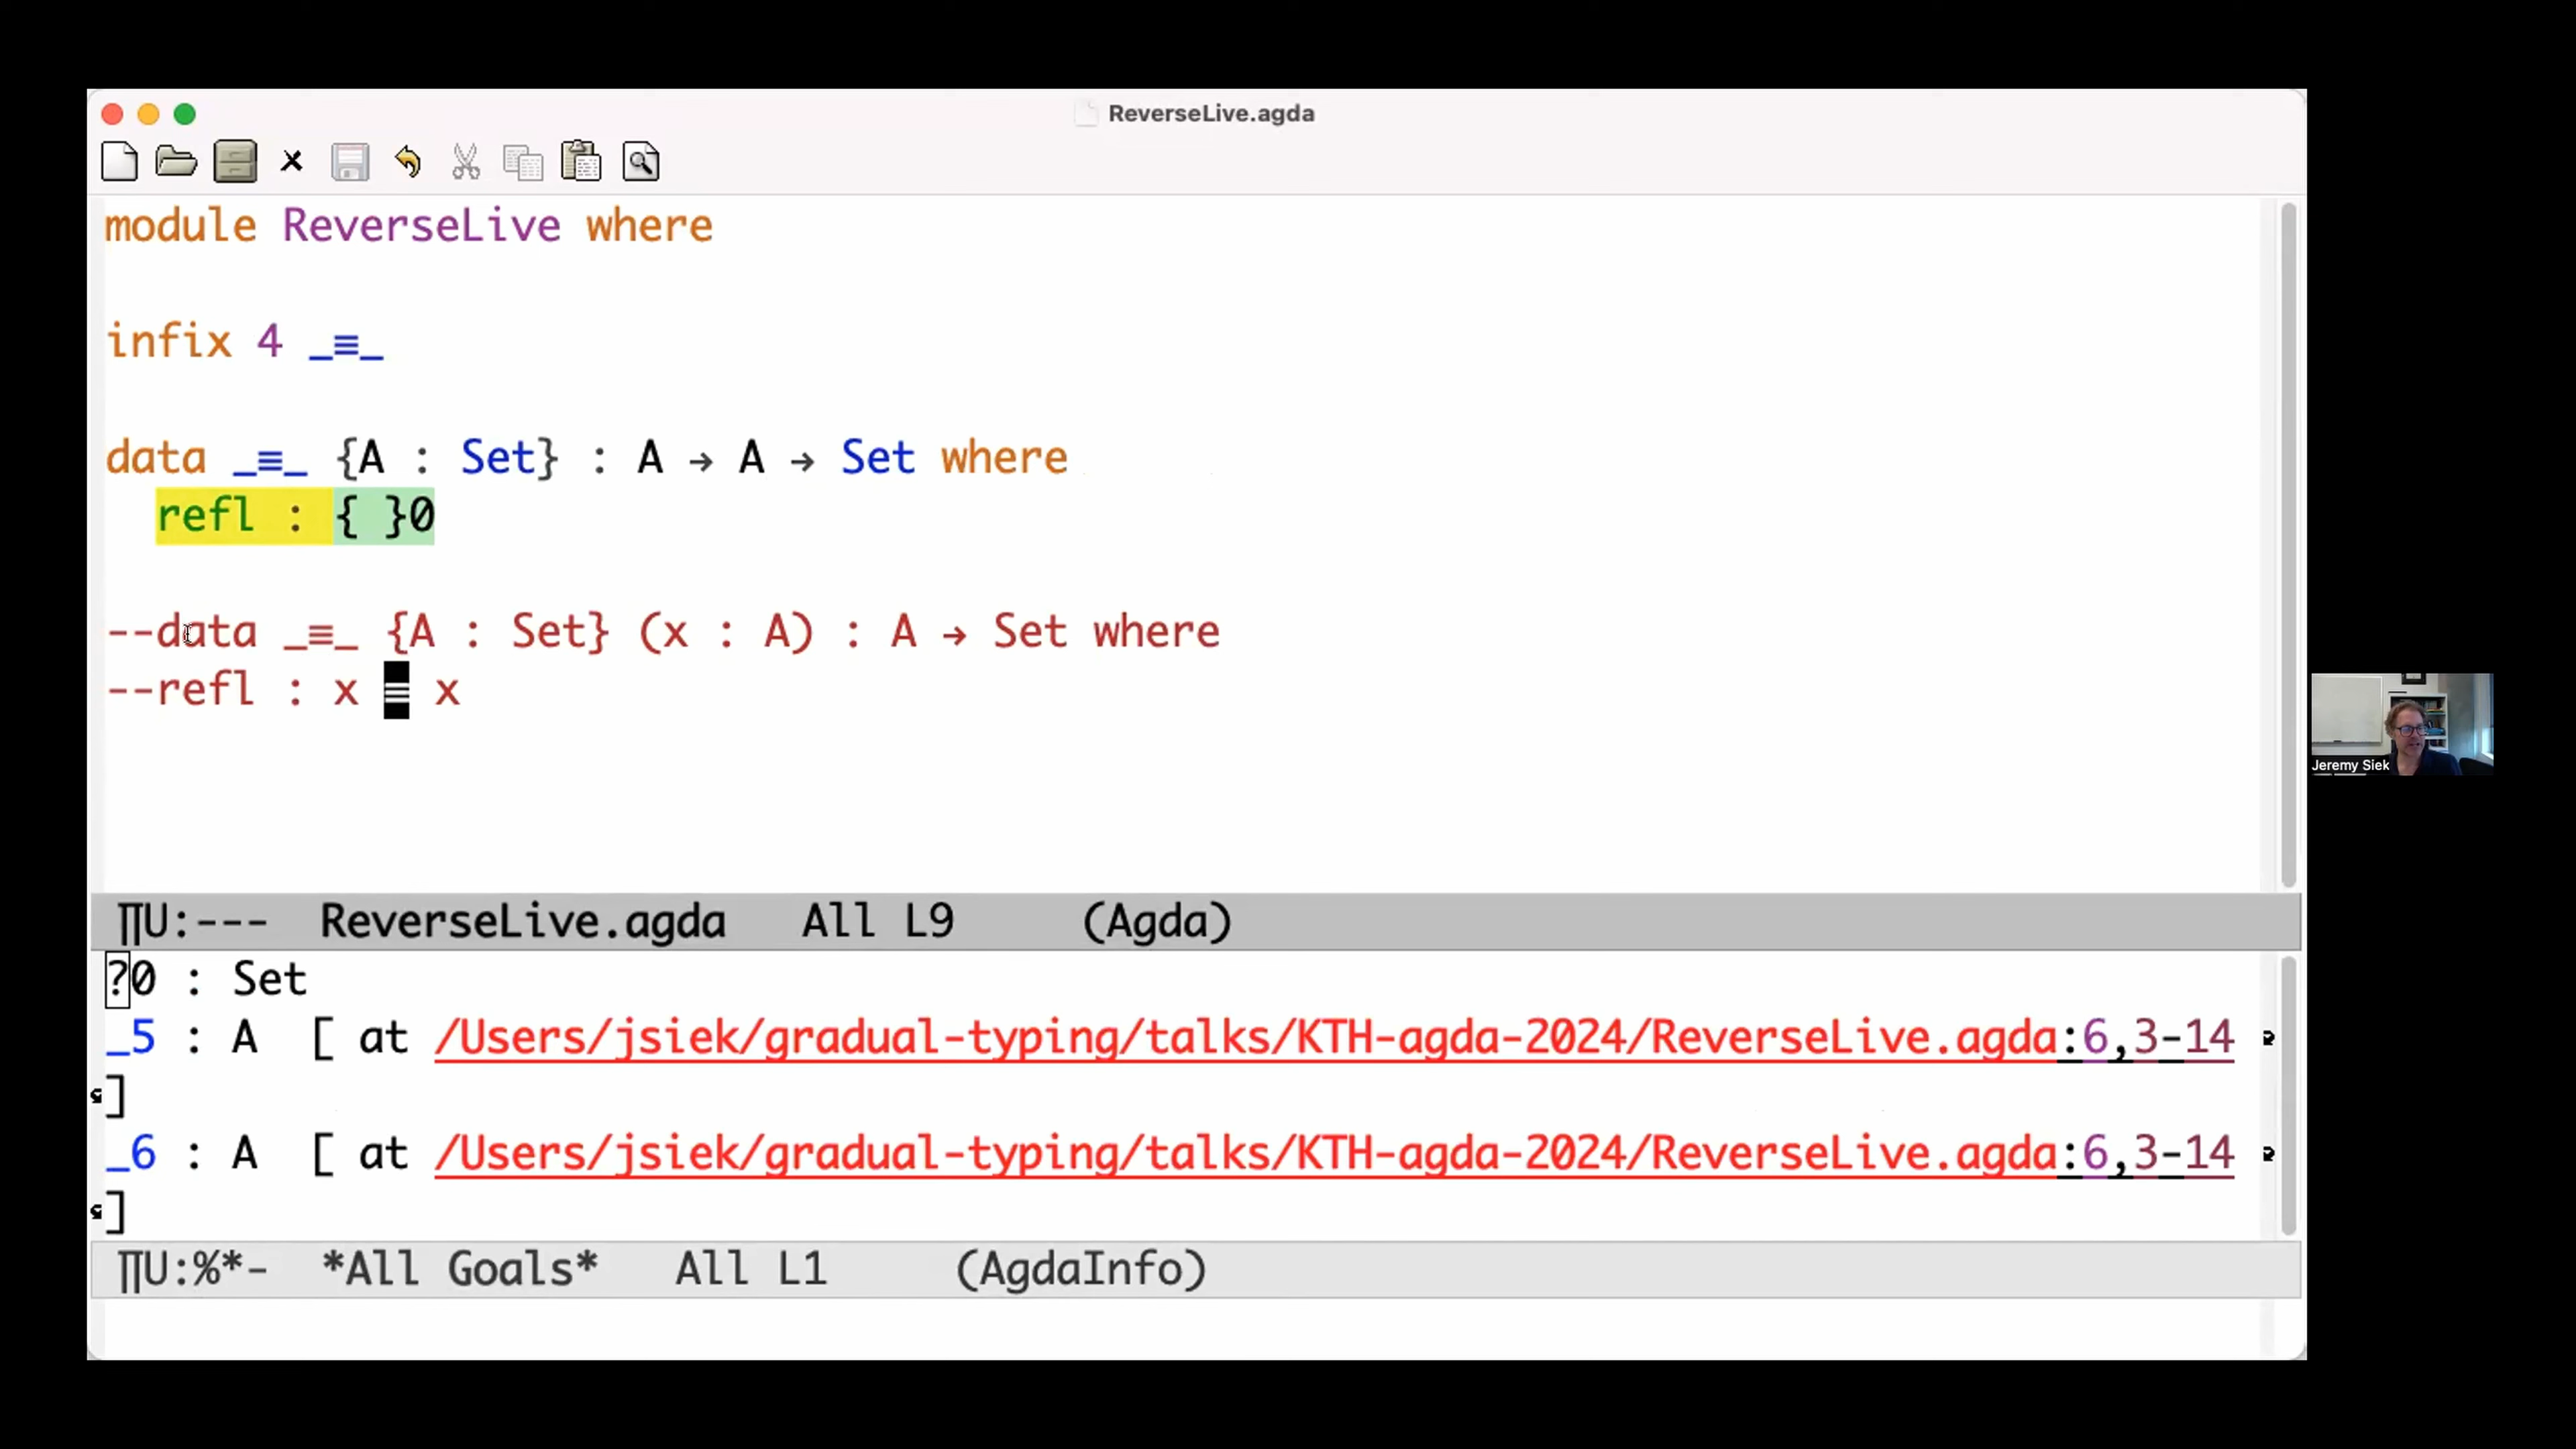 ReverseLive.agda
module ReverseLive where
infix 4 _≡_
data _≡_ {A : Set} : A → A → Set where
refl : { }0
--data _≡_ {A : Set} (x : A) : A → Set where
--refl : x ≡ x
Jeremy Siek
∏U:--- ReverseLive.agda All L9 (Agda)
?0 : Set
_5 : A [ at /Users/jsiek/gradual-typing/talks/KTH-agda-2024/ReverseLive.agda:6,3-14
]
_6 : A [ at /Users/jsiek/gradual-typing/talks/KTH-agda-2024/ReverseLive.agda:6,3-14
]
∏U:%*- *All Goals* All L1 (AgdaInfo)